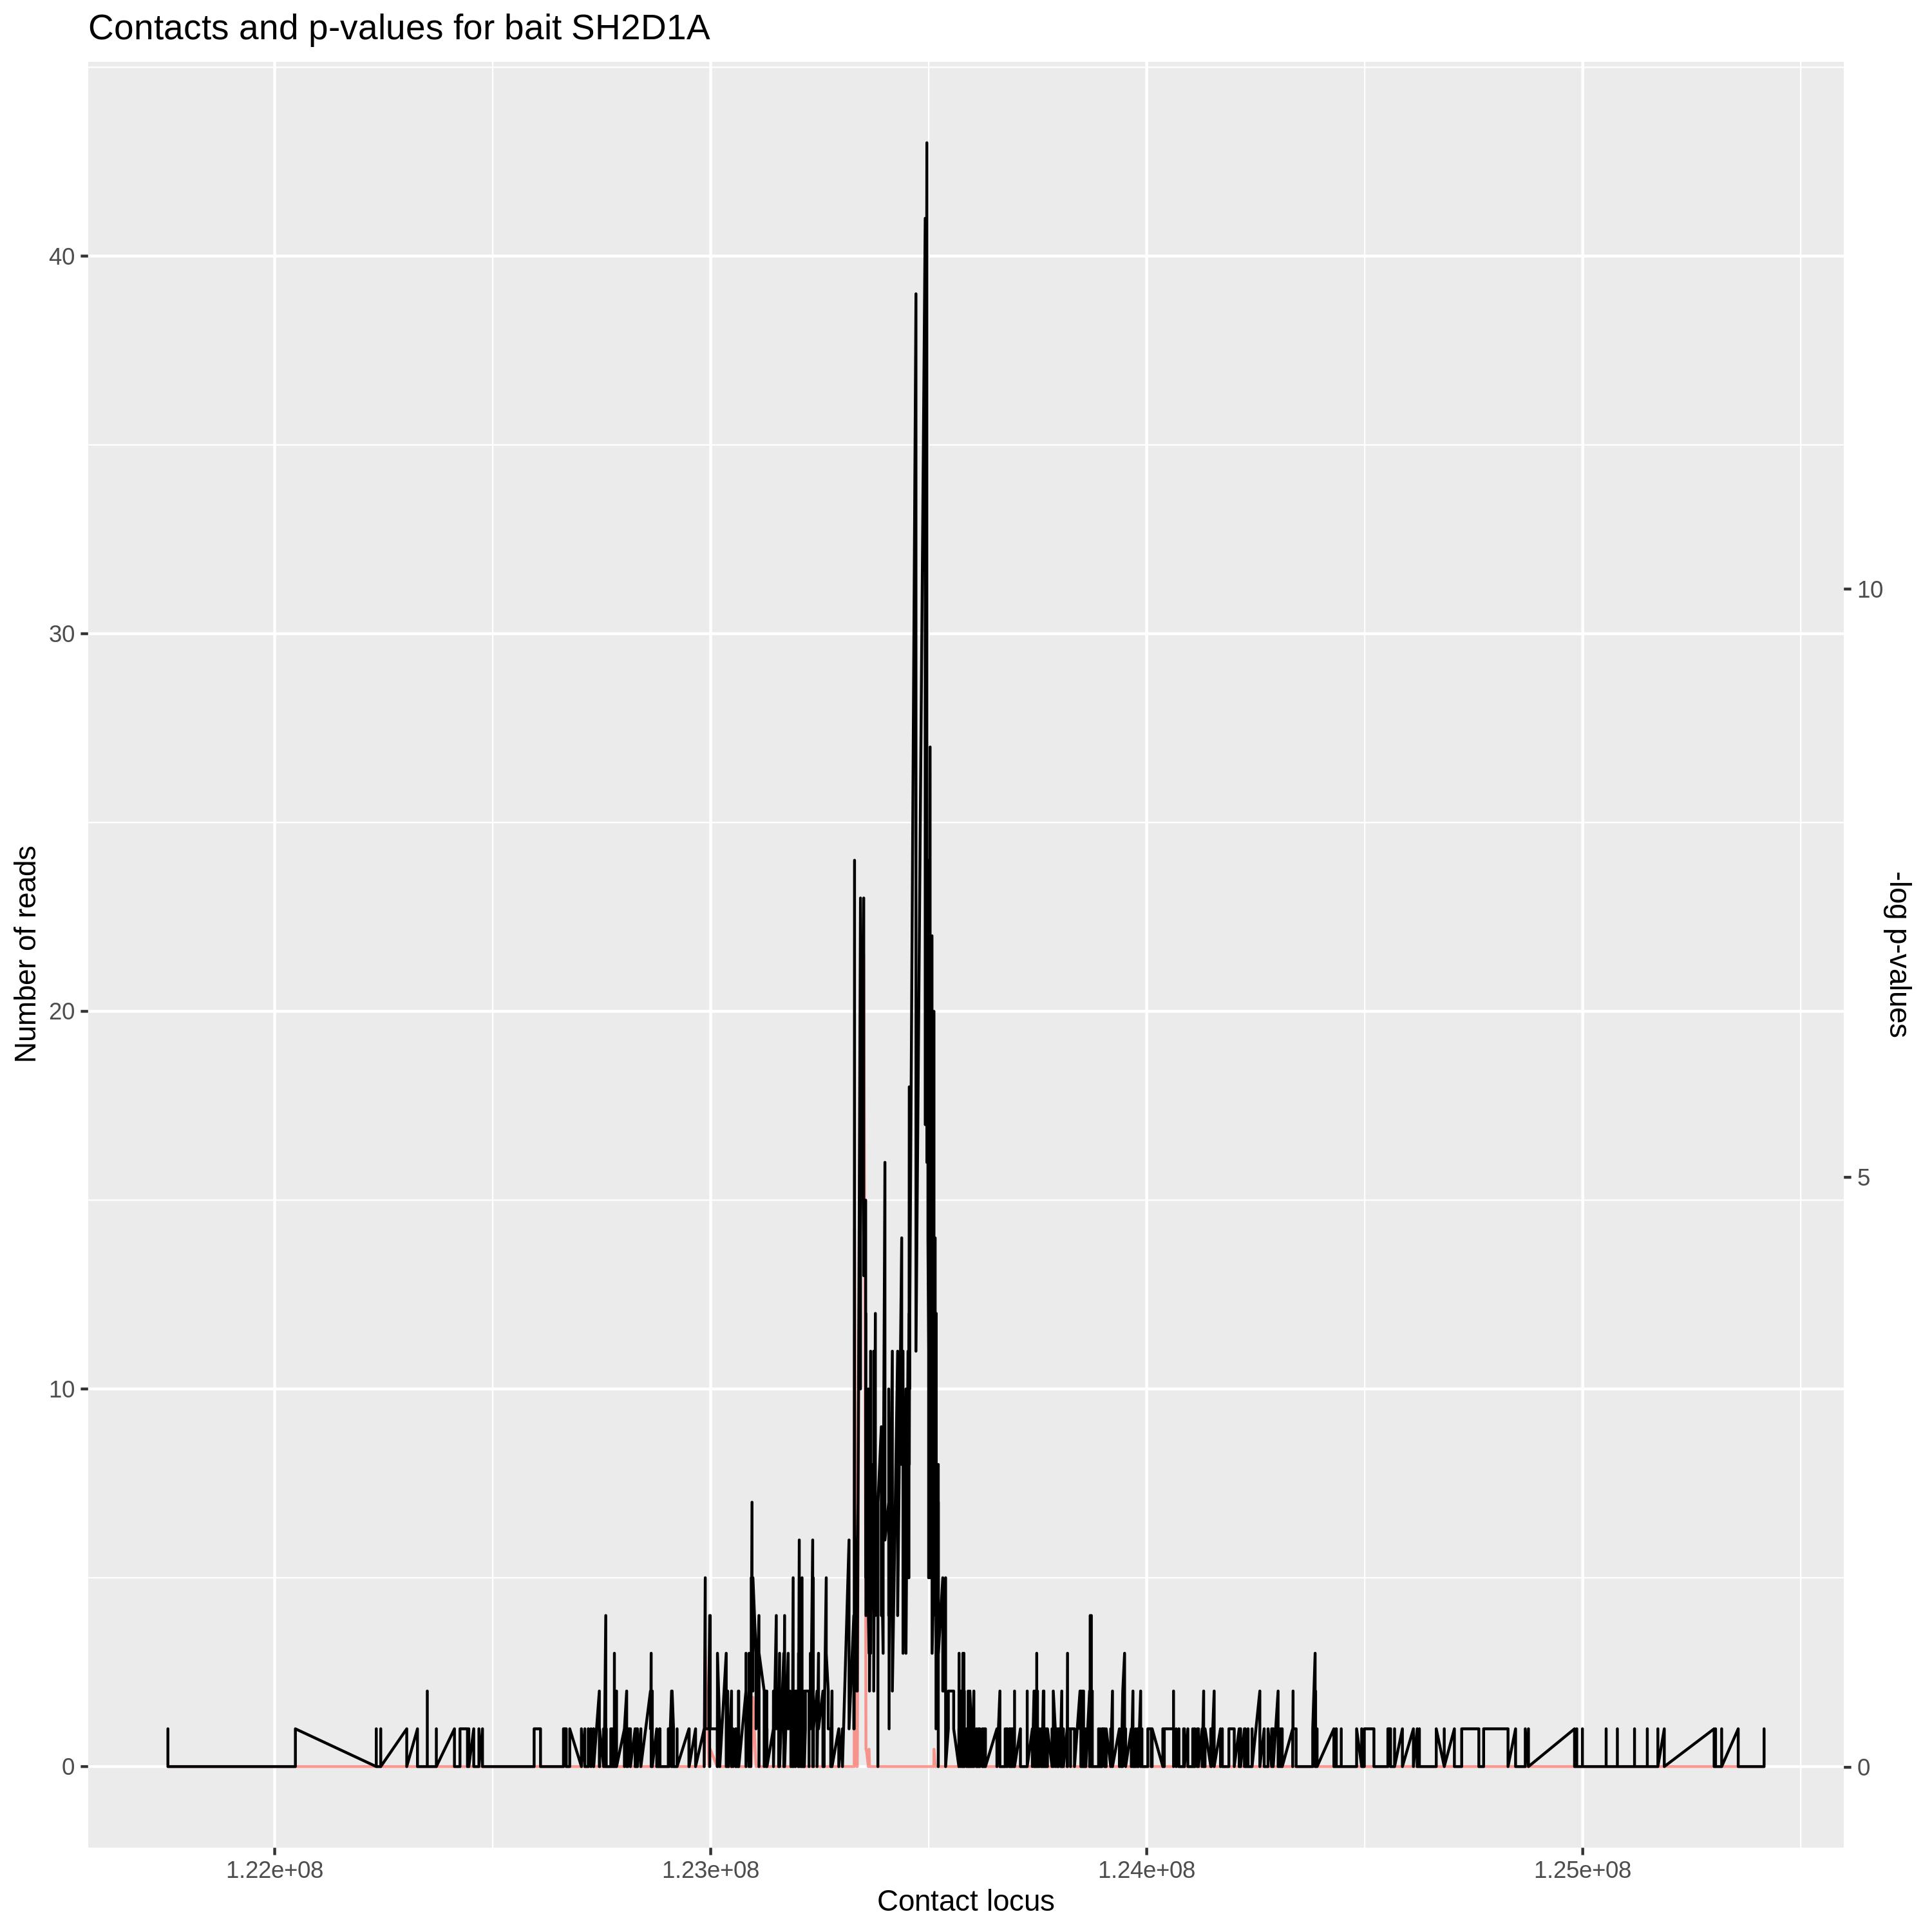 Contacts and p-values for bait SH2D1A
40
30
20
10
0
Number of reads
10
5
0
-log p-values
1.22e+08
1.23e+08
1.24e+08
1.25e+08
Contact locus